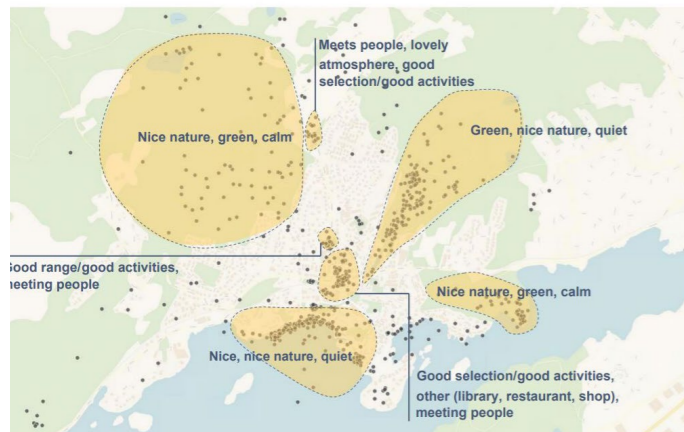 Meets people, lovely
atmosphere, good
selection/good activities
Nice nature, green, calm
Green, nice nature, quiet
Good range/good activities,
meeting people
Nice nature, green, calm
Nice, nice nature, quiet
Good selection/good activities,
other (library, restaurant, shop),
meeting people